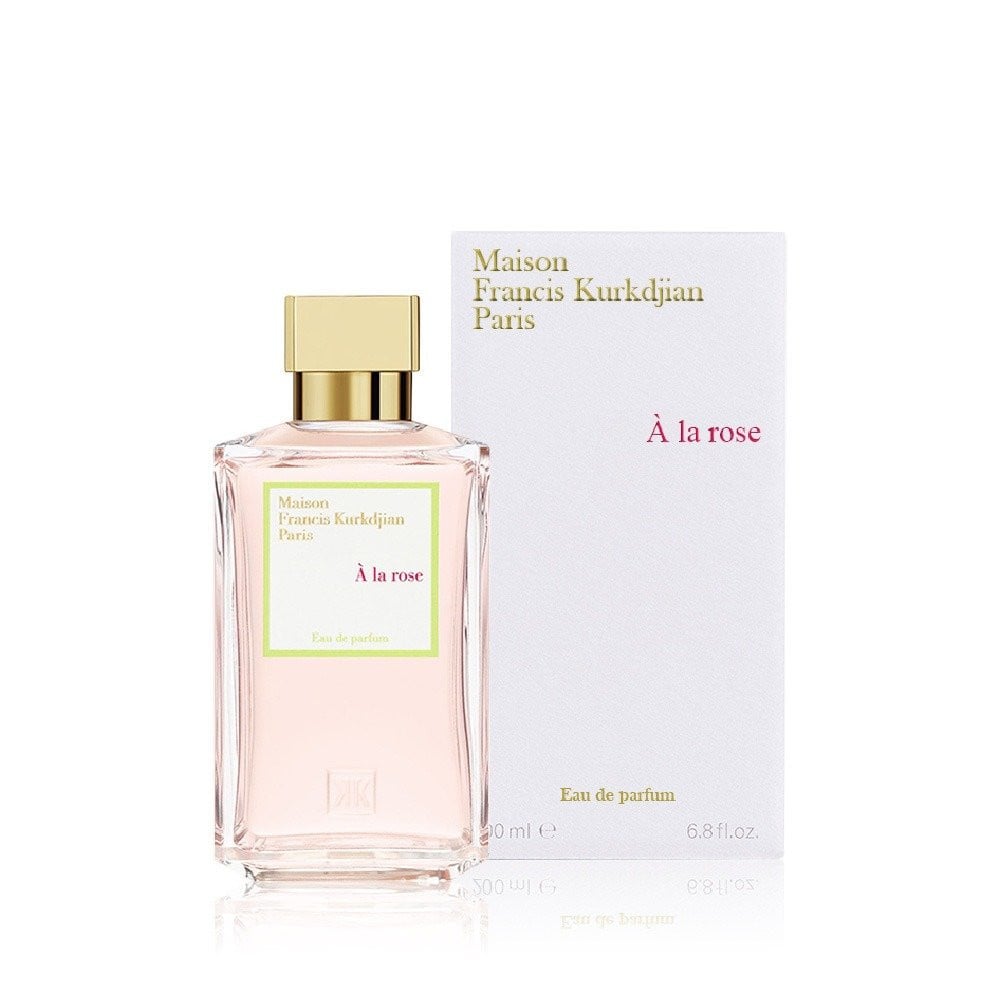 Maison
Francis Kurkdjian
Paris
À la rose
Eau de parfum
Maison
Francis Kurkdjian
Paris
À la rose
Eau de parfum
00 ml ℮
6.8 fl.oz.